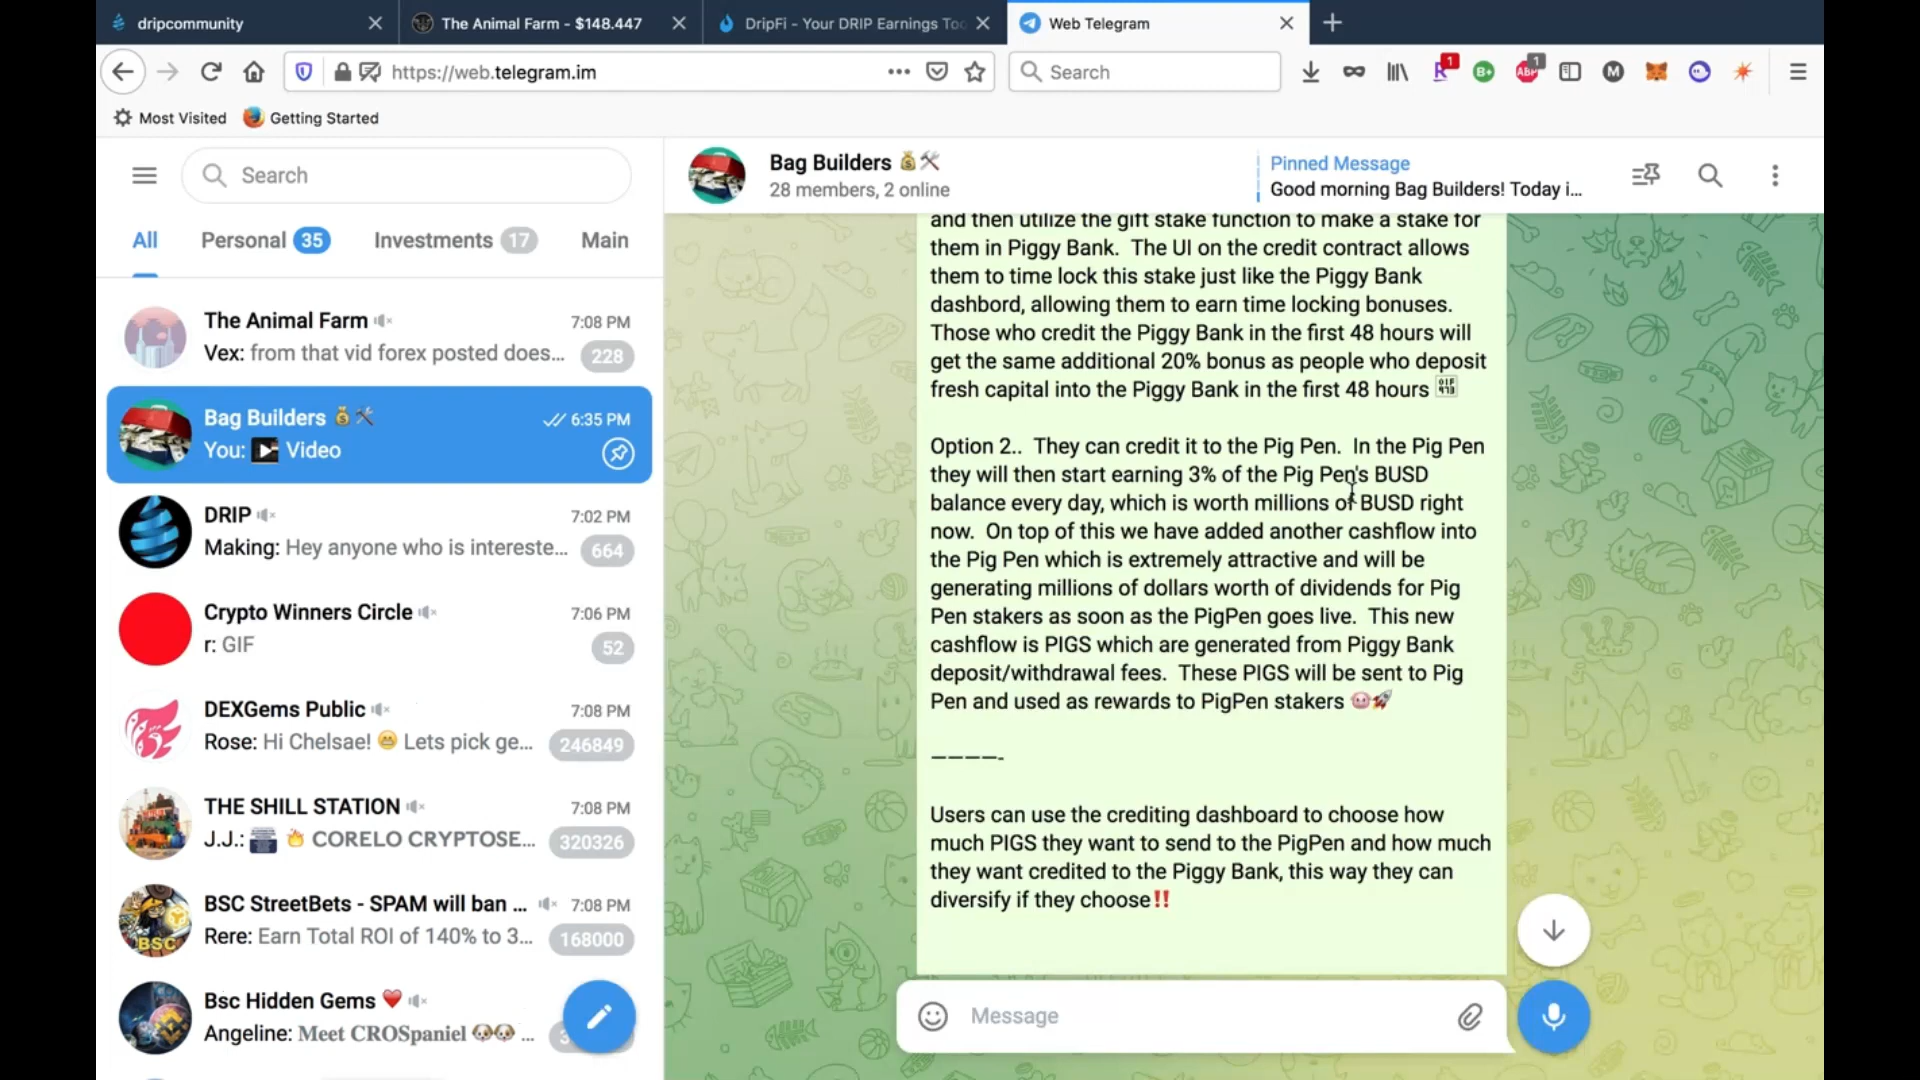 dripcommunity
The Animal Farm - $148.447
DripFi - Your DRIP Earnings Too
Web Telegram
https://web.telegram.im
Search
1
B+
ABP
1
M
Most Visited
Getting Started
Search
All
Personal 35
Investments 17
Main
The Animal Farm
7:08 PM
Vex: from that vid forex posted does...
228
Bag Builders 💰🛠️
6:35 PM
You: Video
DRIP
7:02 PM
Making: Hey anyone who is intereste...
664
Crypto Winners Circle
7:06 PM
r: GIF
52
DEXGems Public
7:08 PM
Rose: Hi Chelsae! 😁 Lets pick ge...
246849
THE SHILL STATION
7:08 PM
J.J.: 🔥 CORELO CRYPTOSE...
320326
BSC StreetBets - SPAM will ban ...
7:08 PM
Rere: Earn Total ROI of 140% to 3...
168000
BSC
Bsc Hidden Gems ❤️
Angeline: Meet CROSpaniel 🐶🐶 ...
Bag Builders 💰🛠️
28 members, 2 online
Pinned Message
Good morning Bag Builders! Today i...
and then utilize the gift stake function to make a stake for
them in Piggy Bank. The UI on the credit contract allows
them to time lock this stake just like the Piggy Bank
dashbord, allowing them to earn time locking bonuses.
Those who credit the Piggy Bank in the first 48 hours will
get the same additional 20% bonus as people who deposit
fresh capital into the Piggy Bank in the first 48 hours
Option 2.. They can credit it to the Pig Pen. In the Pig Pen
they will then start earning 3% of the Pig Pen's BUSD
balance every day, which is worth millions of BUSD right
now. On top of this we have added another cashflow into
the Pig Pen which is extremely attractive and will be
generating millions of dollars worth of dividends for Pig
Pen stakers as soon as the PigPen goes live. This new
cashflow is PIGS which are generated from Piggy Bank
deposit/withdrawal fees. These PIGS will be sent to Pig
Pen and used as rewards to PigPen stakers 🐷🚀
————-
Users can use the crediting dashboard to choose how
much PIGS they want to send to the PigPen and how much
they want credited to the Piggy Bank, this way they can
diversify if they choose‼️
Message